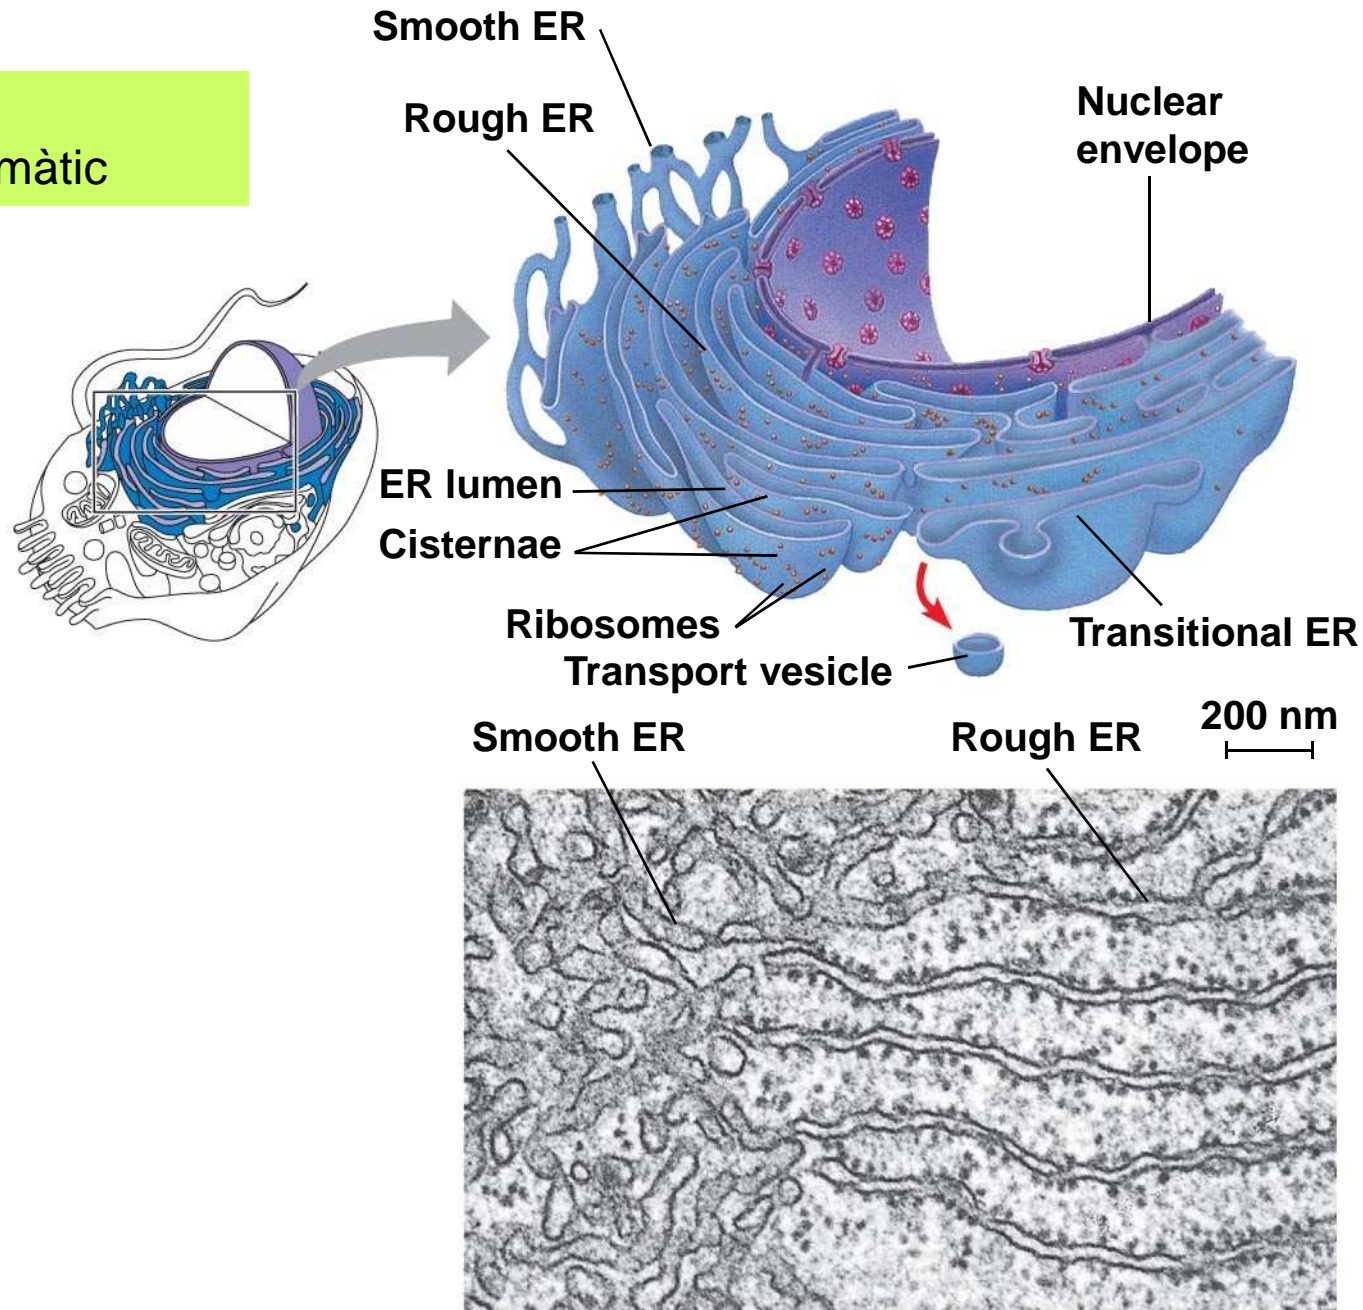 Smooth ER
màtic
Rough ER
Nuclear
envelope
ER lumen
Cisternae
Ribosomes
Transport vesicle
Transitional ER
200 nm
Smooth ER
Rough ER